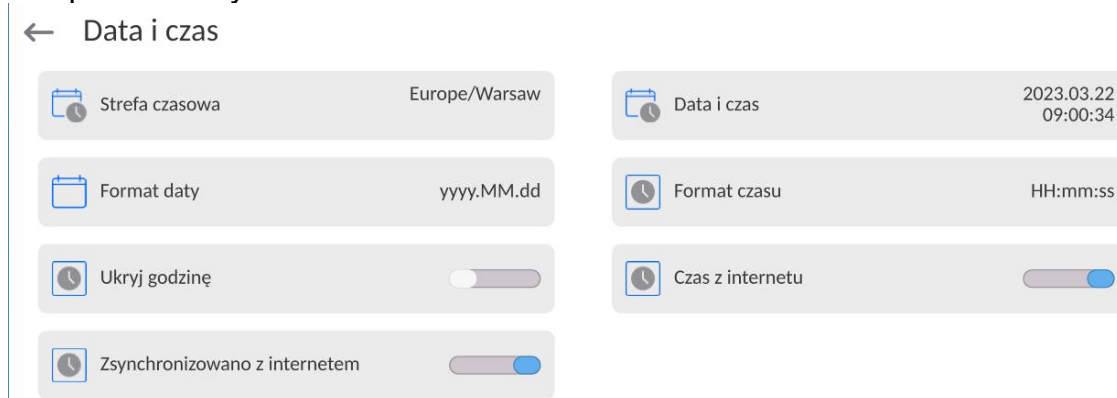 Data i czas
Strefa czasowa Europe/Warsaw
Data i czas 2023.03.22
09:00:34
Format daty yyyy.MM.dd
Format czasu HH:mm:ss
Ukryj godzinę
Czas z internetu
Zsynchronizowano z internetem